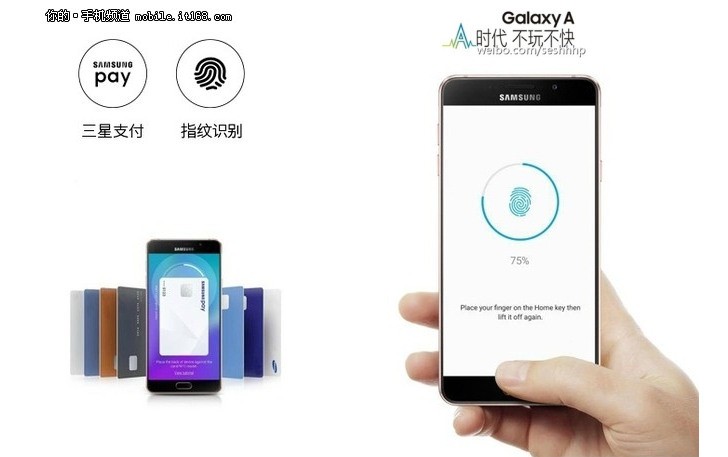 你的·手机频道 mobile.it168.com
SAMSUNG
pay
三星支付
指纹识别
Galaxy A
A时代 不玩不快
weibo.com/seshhhp
SAMSUNG
75%
Place your finger on the Home key then
lift it off again.
SAMSUNG
SAMSUNG pay